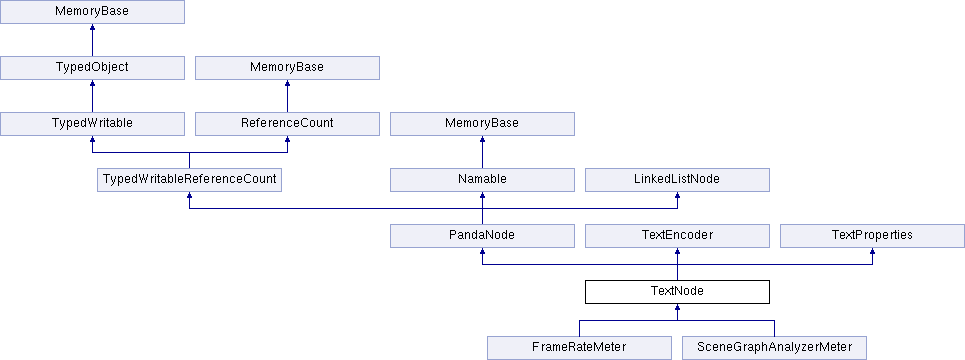 MemoryBase
TypedObject
MemoryBase
TypedWritable
ReferenceCount
MemoryBase
TypedWritableReferenceCount
Namable
LinkedListNode
PandaNode
TextEncoder
TextProperties
TextNode
FrameRateMeter
SceneGraphAnalyzerMeter